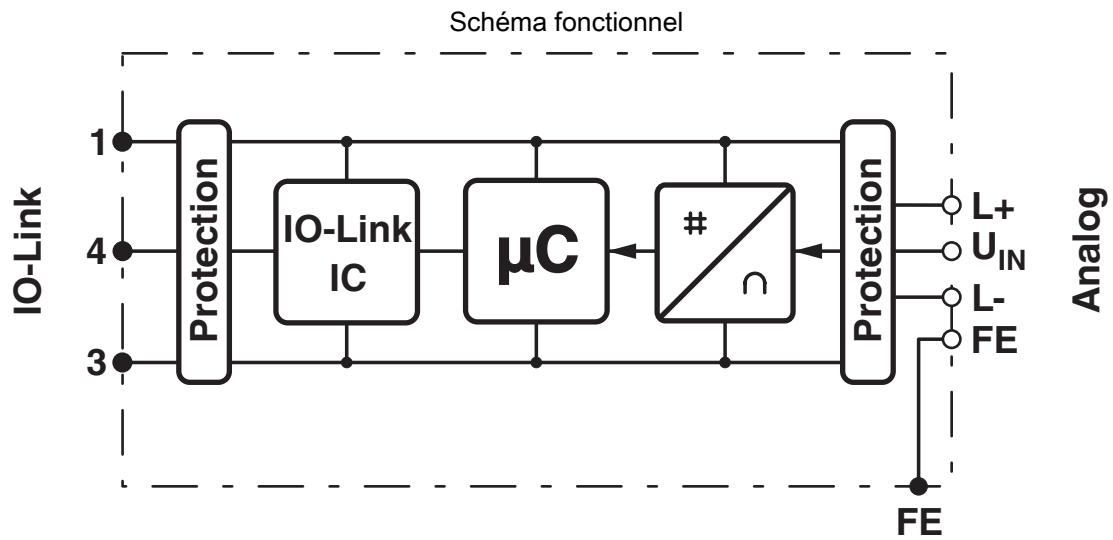 Schéma fonctionnel
IO-Link
1
4
3
Protection
IO-Link
IC
µC
#
∩
Protection
L+
UIN
L-
FE
Analog
FE